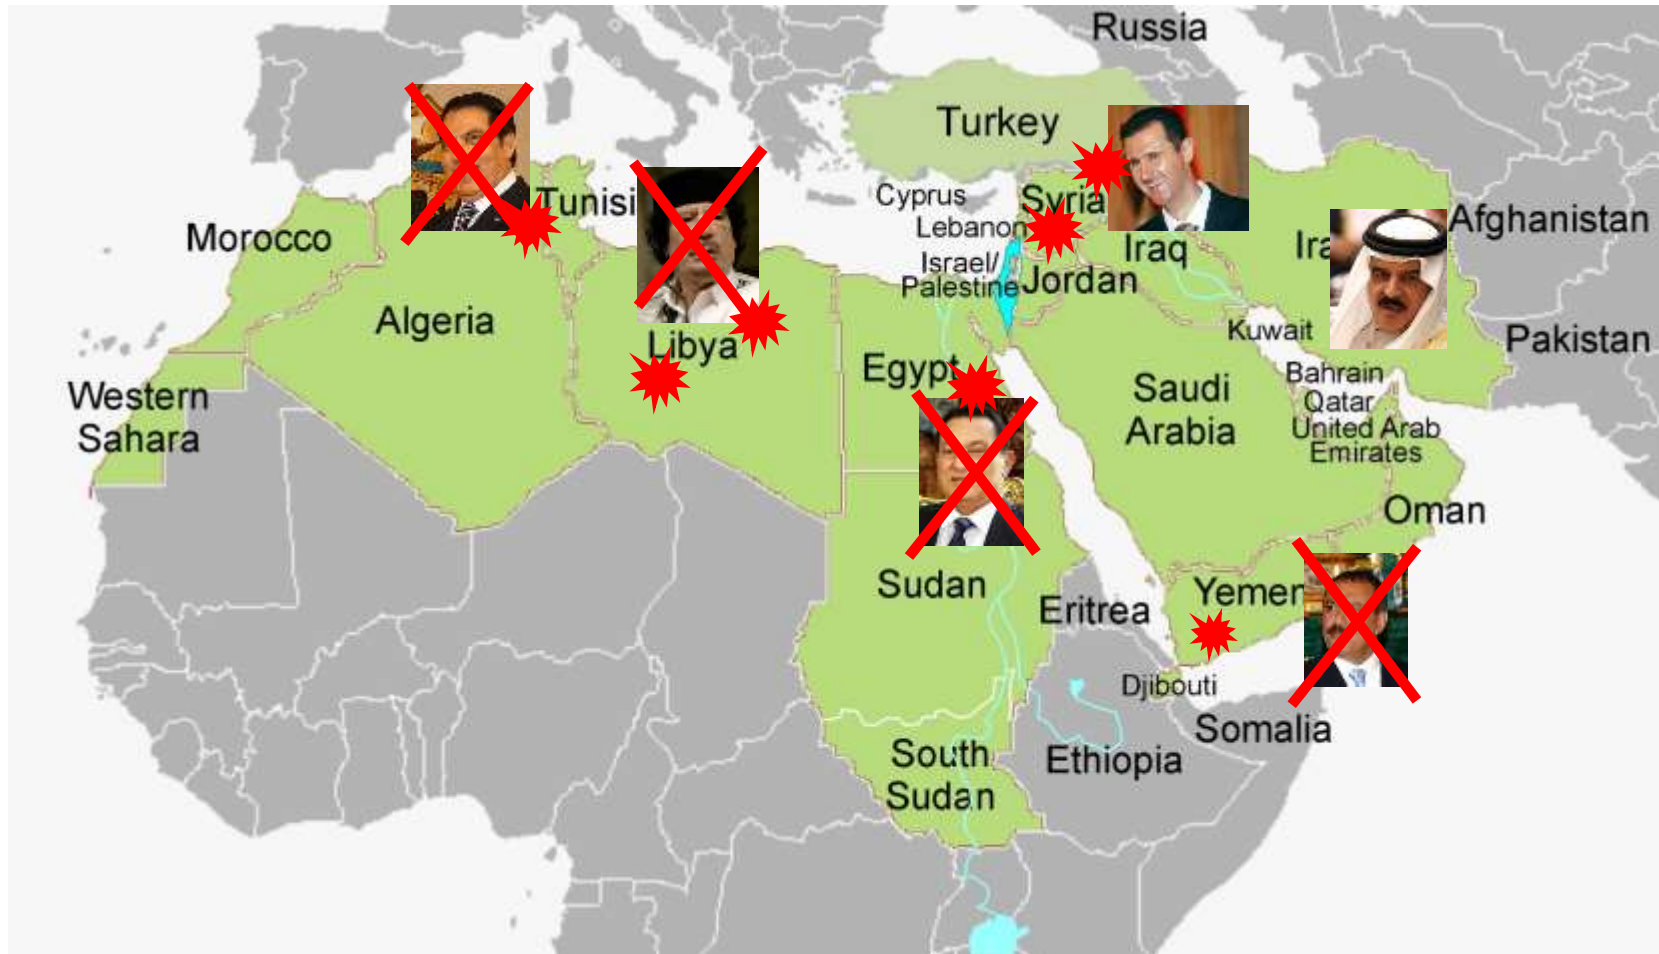 Russia
Turkey
Cyprus
Syria
Tunisi
Lebanon
Morocco
Iraq
Ira
Afghanistan
Israel/
Palestine
Jordan
Algeria
Kuwait
Libya
Pakistan
Egypt
Bahrain
Western
Sahara
Saudi
Arabia
Qatar
United Arab
Emirates
Oman
Sudan
Yemen
Eritrea
Djibouti
Somalia
South
Sudan
Ethiopia